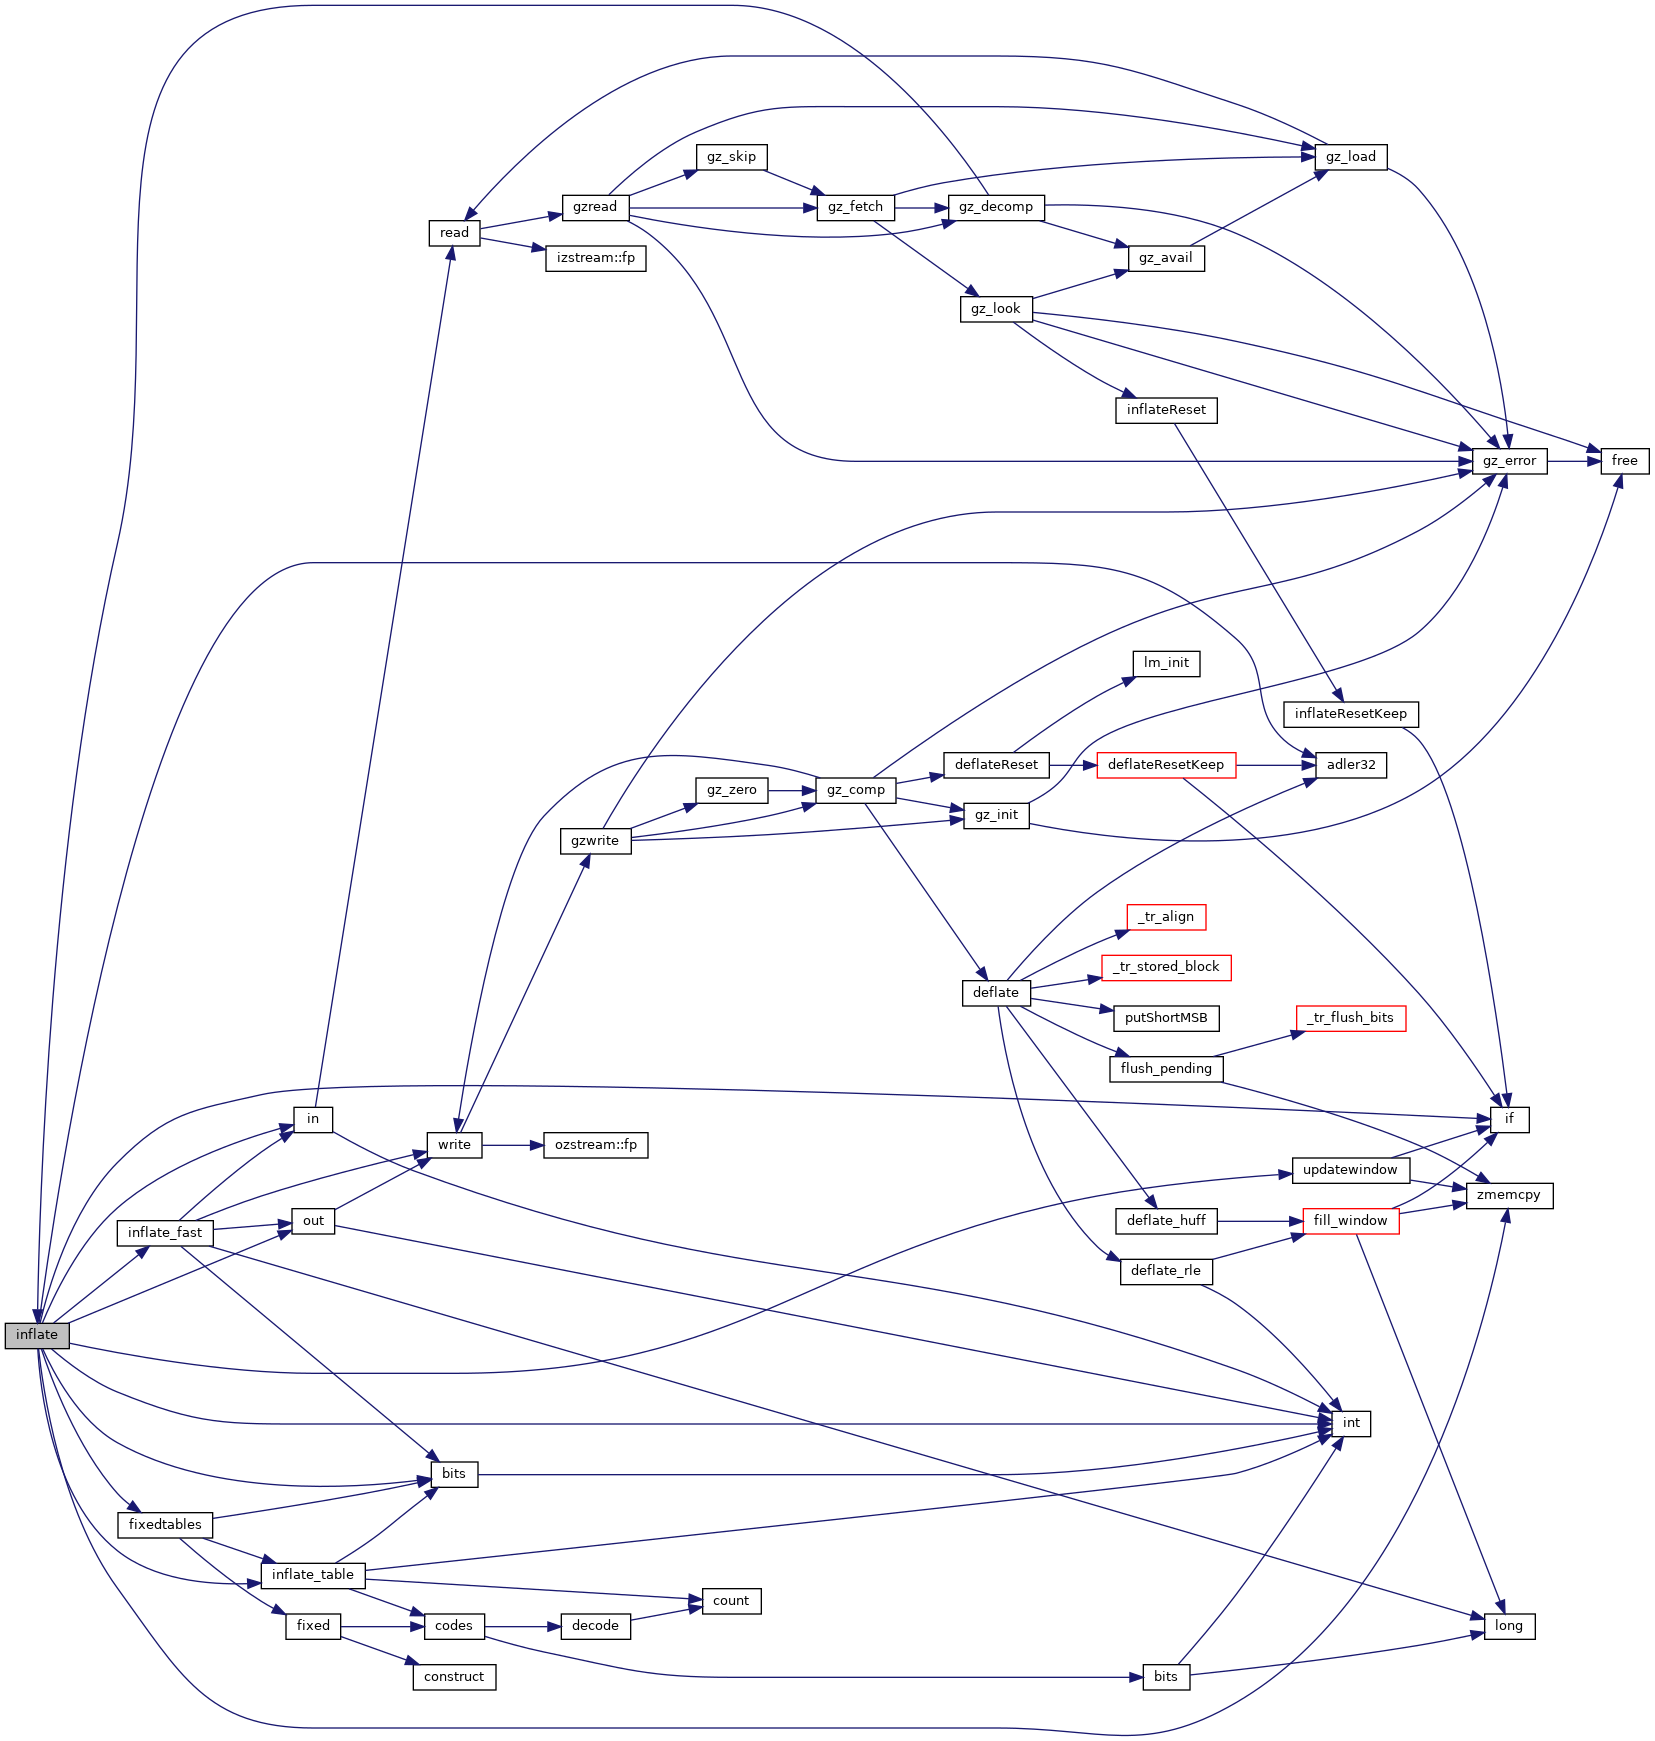 gz_skip
gz_load
gzread
gz_fetch
gz_decomp
read
izstream::fp
gz_avail
gz_look
inflateReset
gz_error
free
lm_init
inflateResetKeep
deflateReset
deflateResetKeep
adler32
gz_zero
gz_comp
gz_init
gzwrite
_tr_align
_tr_stored_block
deflate
putShortMSB
_tr_flush_bits
flush_pending
in
if
write
ozstream::fp
updatewindow
zmemcpy
out
deflate_huff
fill_window
inflate_fast
deflate_rle
inflate
int
bits
fixedtables
inflate_table
count
fixed
codes
decode
long
construct
bits